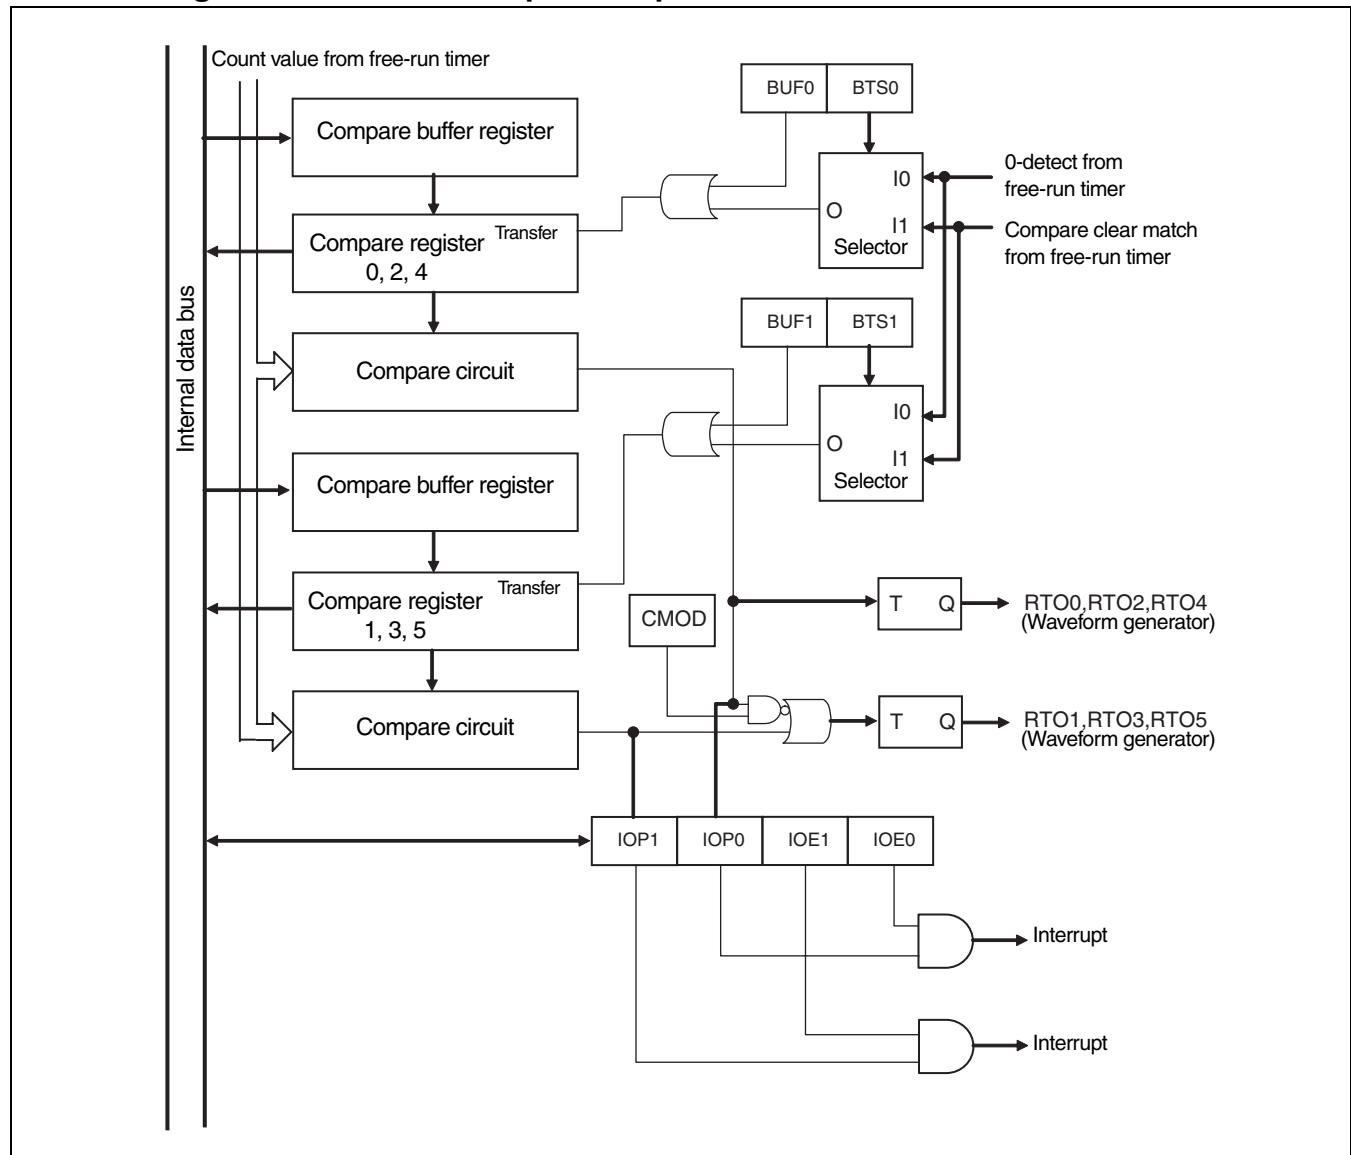 Count value from free-run timer
Internal data bus
Compare buffer register
Compare register
0, 2, 4
Transfer
Compare circuit
Compare buffer register
Compare register
1, 3, 5
Transfer
Compare circuit
BUF0
BTS0
I0
O
I1
Selector
0-detect from
free-run timer
Compare clear match
from free-run timer
BUF1
BTS1
I0
O
I1
Selector
CMOD
T
Q
RTO0,RTO2,RTO4
(Waveform generator)
T
Q
RTO1,RTO3,RTO5
(Waveform generator)
IOP1
IOP0
IOE1
IOE0
Interrupt
Interrupt